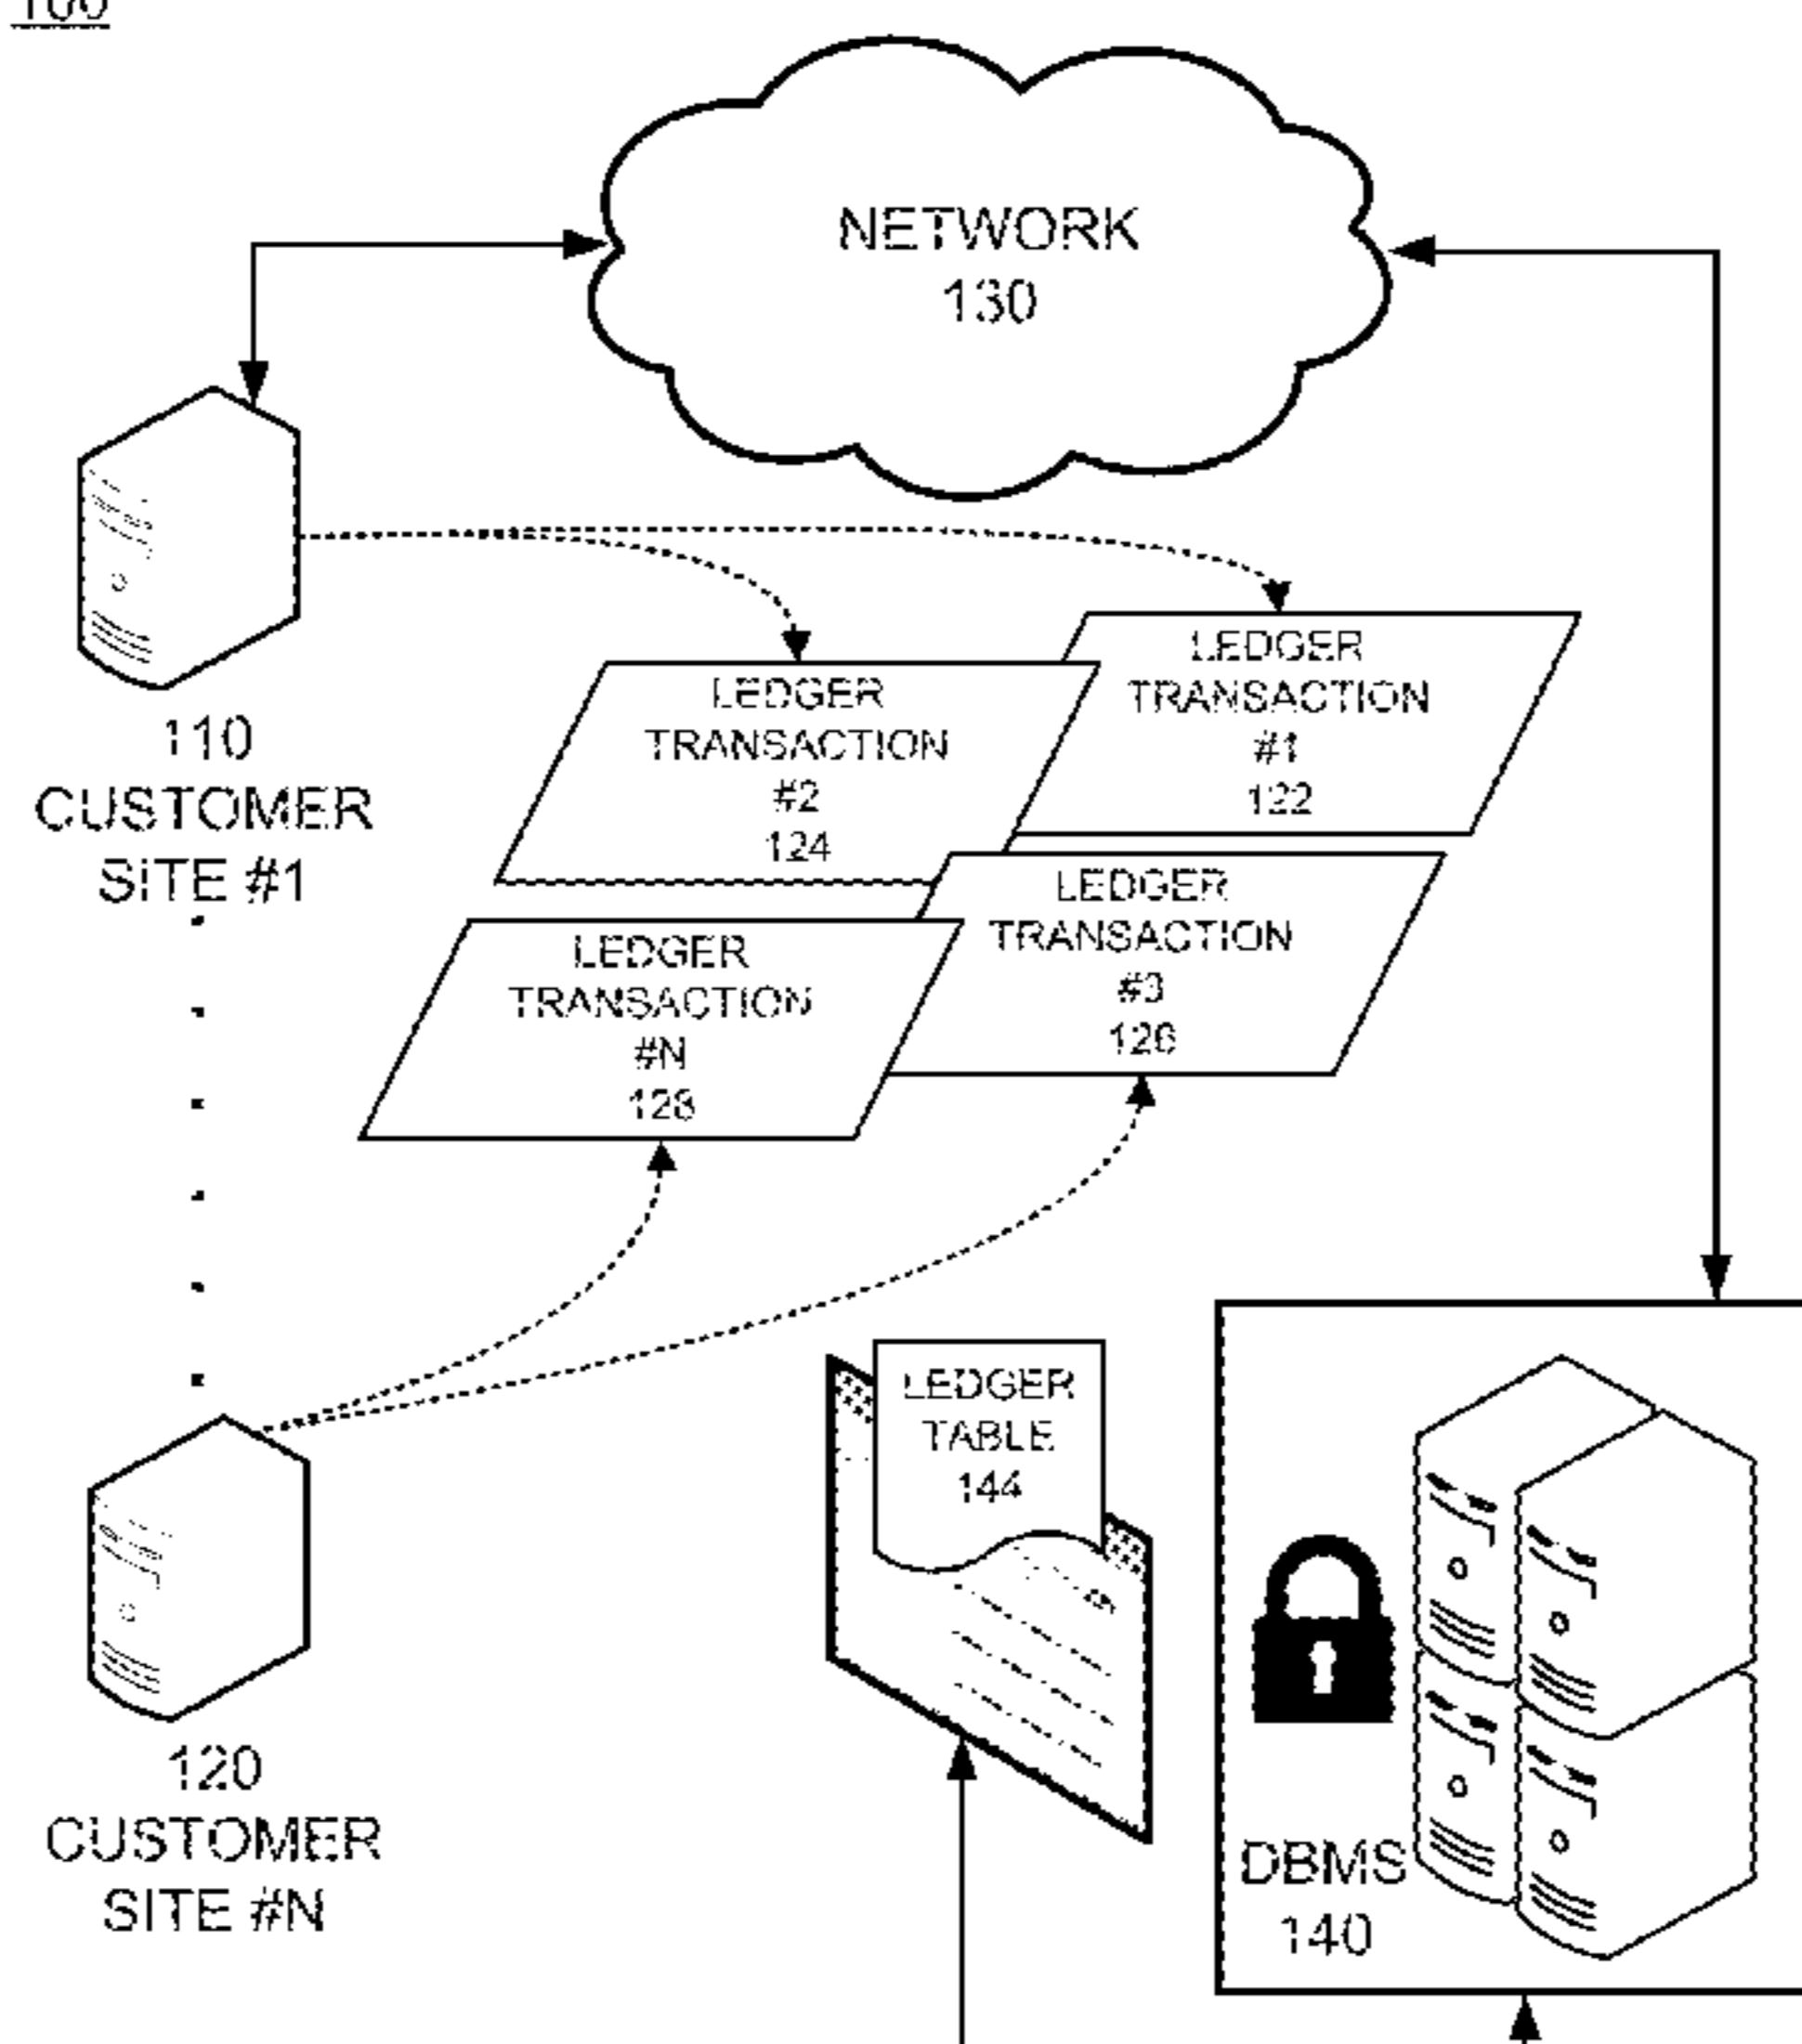 100
NETWORK
130
LEDGER
TRANSACTION
#1
122
LEDGER
TRANSACTION
#2
124
110
CUSTOMER
SITE #1
LEDGER
TRANSACTION
#3
126
LEDGER
TRANSACTION
#N
128
LEDGER
TABLE
144
120
CUSTOMER
SITE #N
DBMS
140